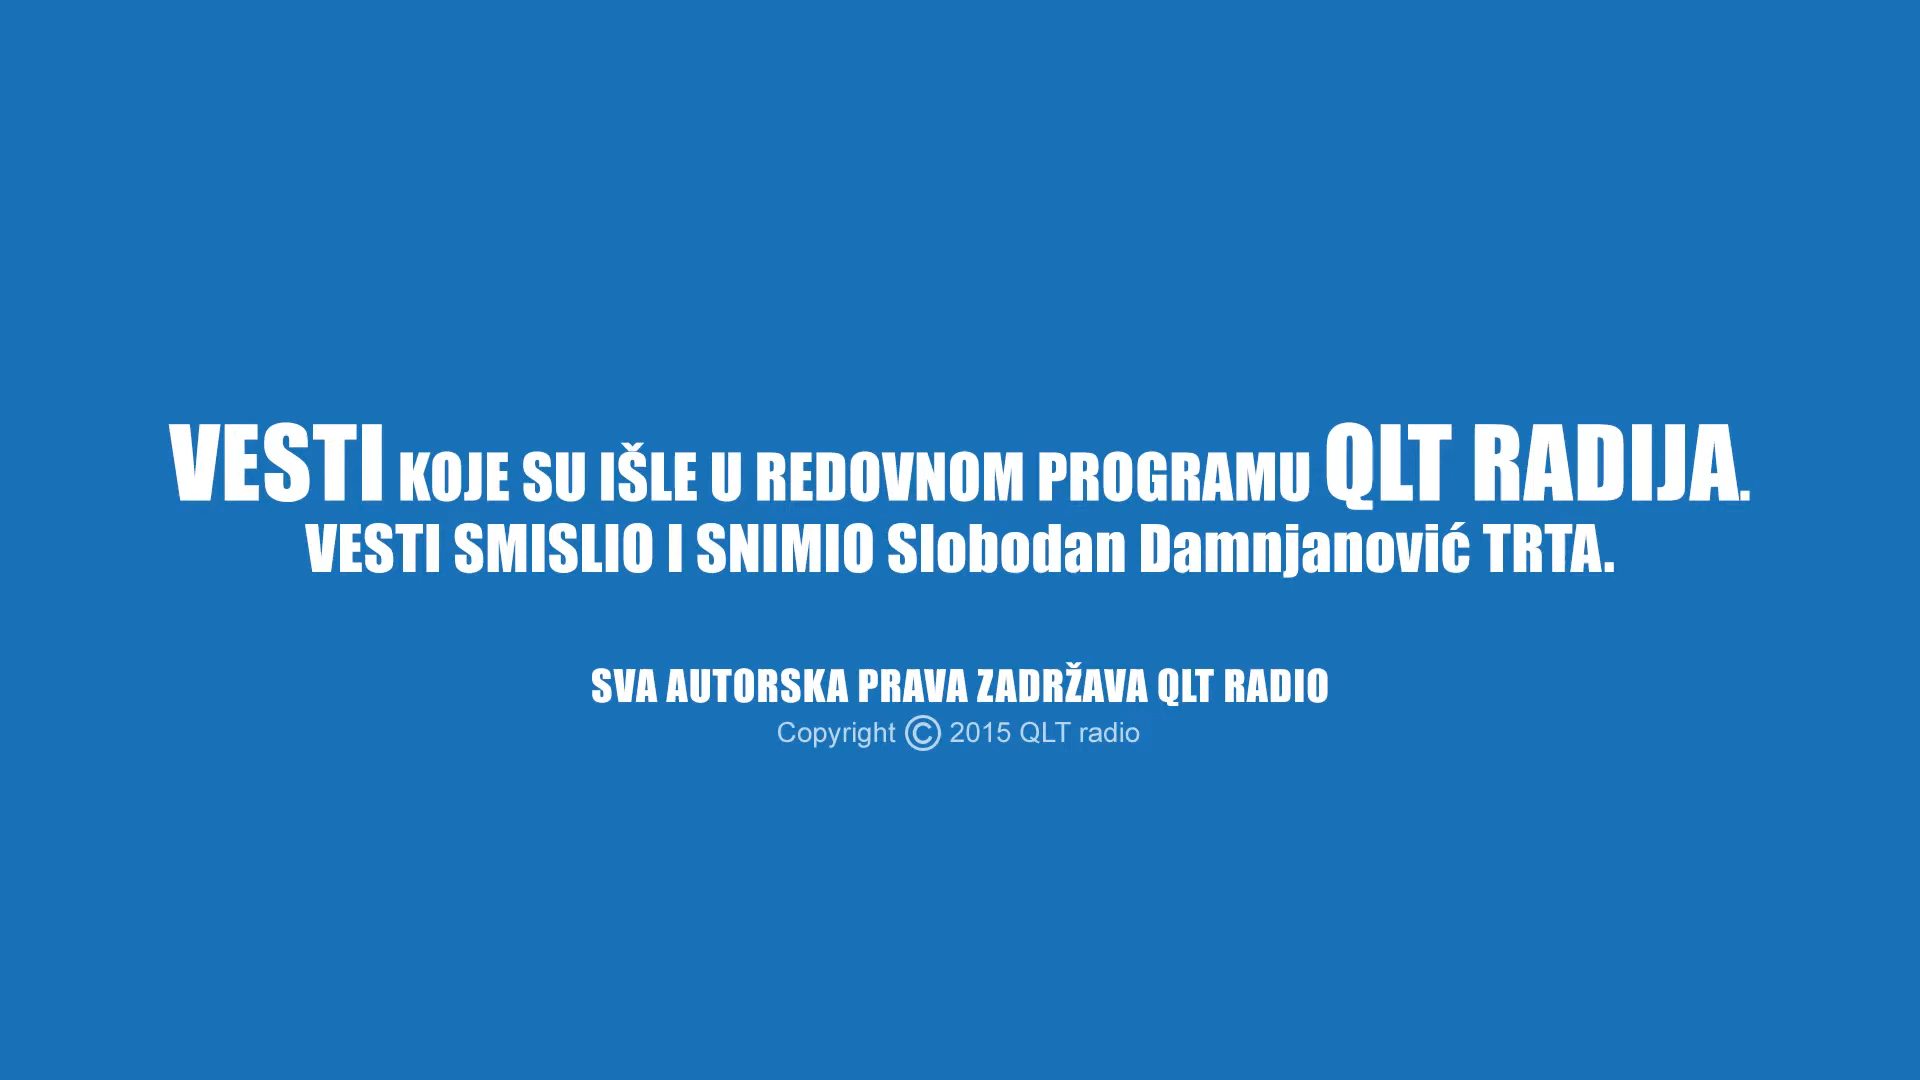 VESTI KOJE SU IŠLE U REDOVNOM PROGRAMU QLT RADIJA.
VESTI SMISLIO I SNIMIO Slobodan Damnjanović TRTA.
SVA AUTORSKA PRAVA ZADRŽAVA QLT RADIO
Copyright © 2015 QLT radio